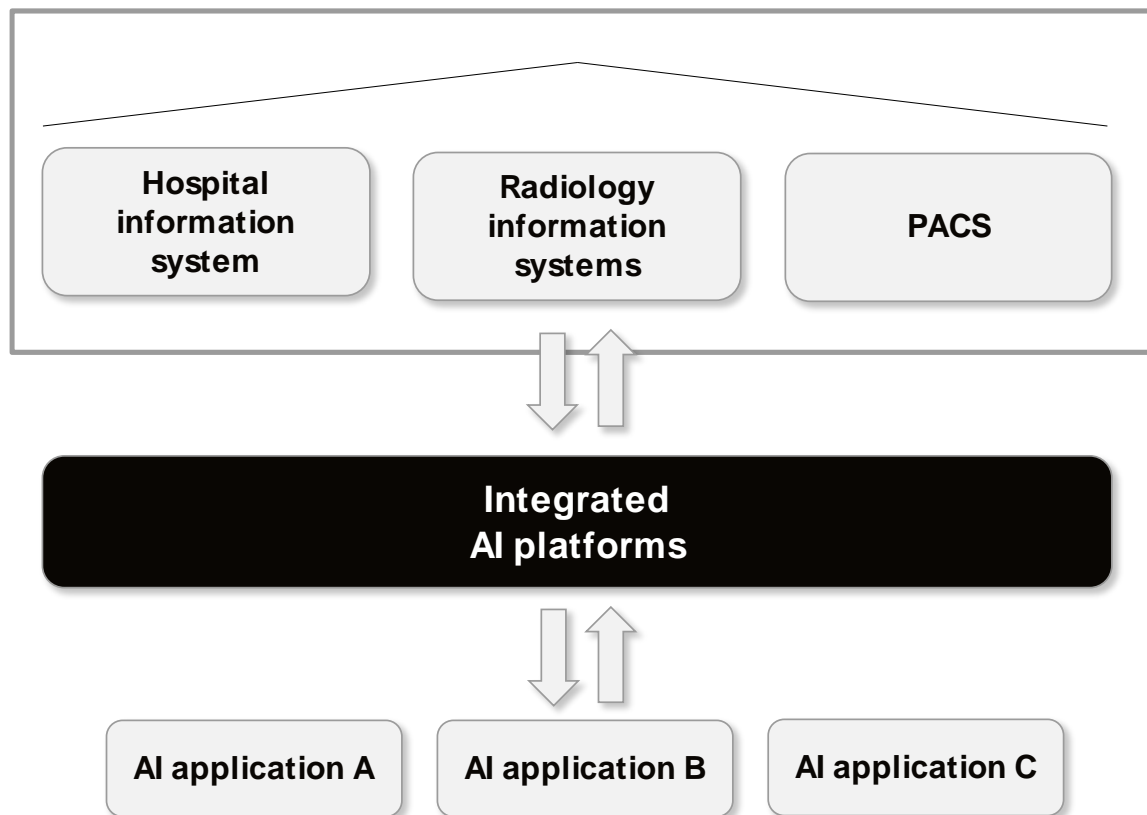 Hospital
information
system
Radiology
information
systems
PACS
Integrated
AI platforms
AI application A
AI application B
AI application C